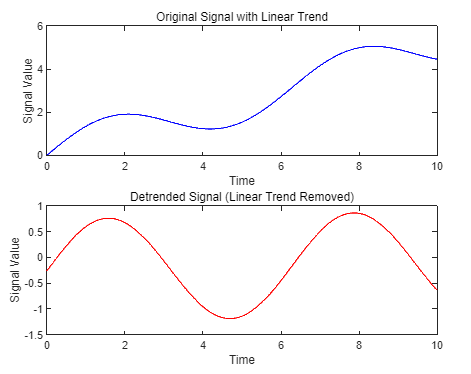 Original Signal with Linear Trend
6
4
2
0
Signal Value
0 2 4 6 8 10
Time
Detrended Signal (Linear Trend Removed)
1
0.5
0
-0.5
-1
-1.5
Signal Value
0 2 4 6 8 10
Time